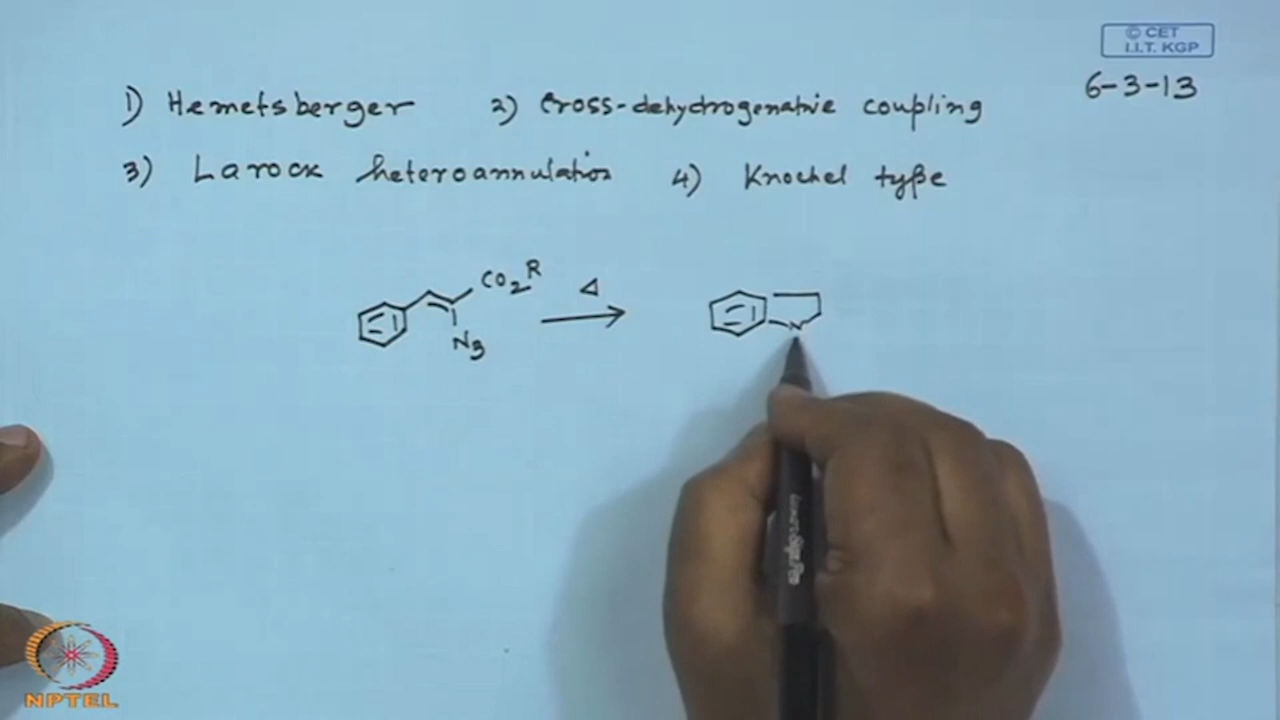 © CET
I.I.T. KGP
6-3-13
1) Hemetsberger 2) Cross-dehydrogenative coupling
3) Larock heteroannulation 4) Knochel type
CO2R
Δ
N3
N
NPTEL